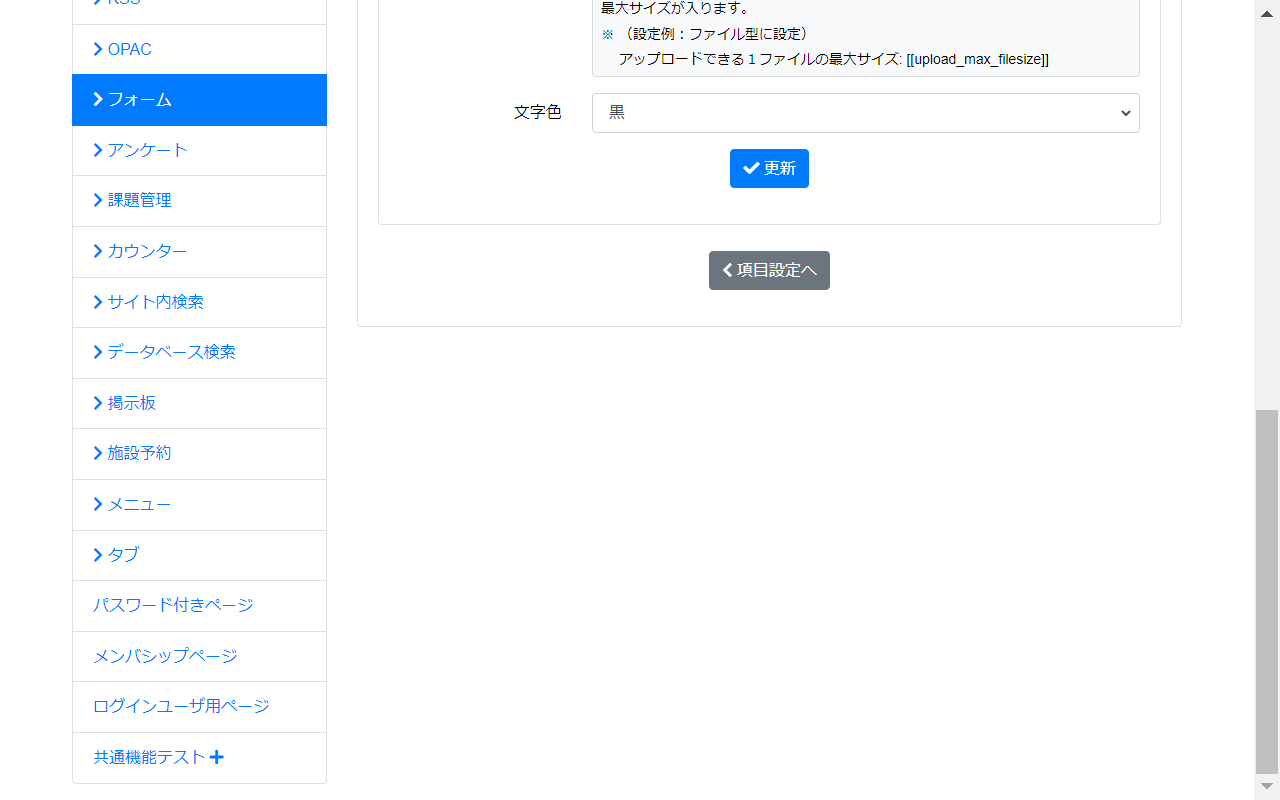 RSS
OPAC
フォーム
アンケート
課題管理
カウンター
サイト内検索
データベース検索
掲示板
施設予約
メニュー
タブ
パスワード付きページ
メンバシップページ
ログインユーザ用ページ
共通機能テスト
最大サイズが入ります。
※ （設定例：ファイル型に設定）
アップロードできる１ファイルの最大サイズ: [[upload_max_filesize]]
文字色
黒
更新
項目設定へ